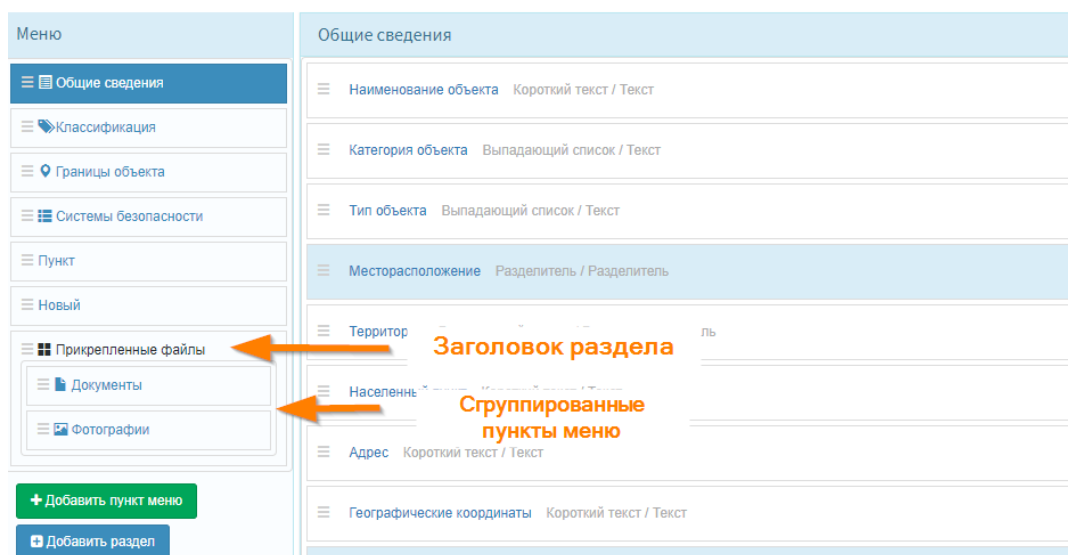 Меню
Общие сведения
Классификация
Границы объекта
Системы безопасности
Пункт
Новый
Прикрепленные файлы
Документы
Фотографии
Добавить пункт меню
Добавить раздел
Общие сведения
Наименование объекта Короткий текст / Текст
Категория объекта Выпадающий список / Текст
Тип объекта Выпадающий список / Текст
Месторасположение Разделитель / Разделитель
Заголовок раздела
Сгруппированные
пункты меню
Адрес Короткий текст / Текст
Географические координаты Короткий текст / Текст